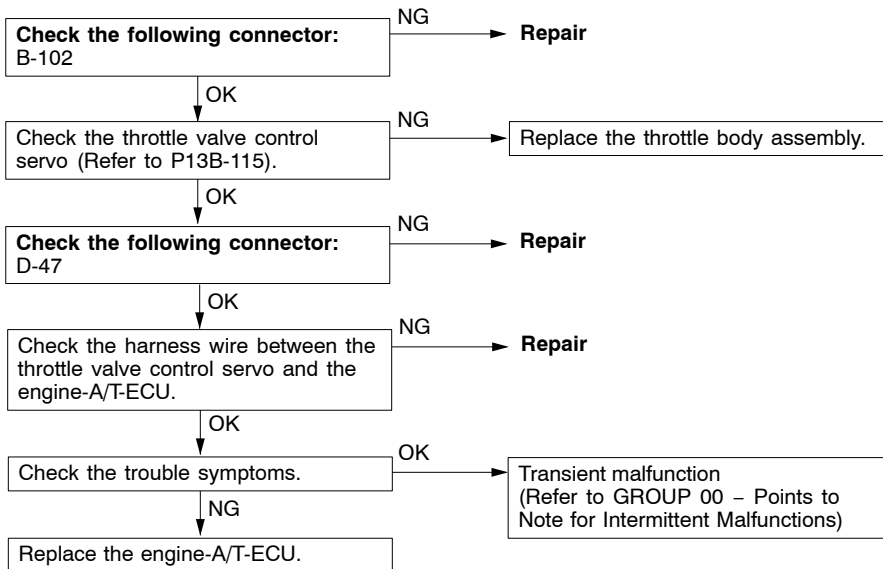 Check the following connector:
B-102
NG
Repair
OK
Check the throttle valve control
servo (Refer to P13B-115).
NG
Replace the throttle body assembly.
OK
Check the following connector:
D-47
NG
Repair
OK
Check the harness wire between the
throttle valve control servo and the
engine-A/T-ECU.
NG
Repair
OK
Check the trouble symptoms.
OK
Transient malfunction
(Refer to GROUP 00 – Points to
Note for Intermittent Malfunctions)
NG
Replace the engine-A/T-ECU.